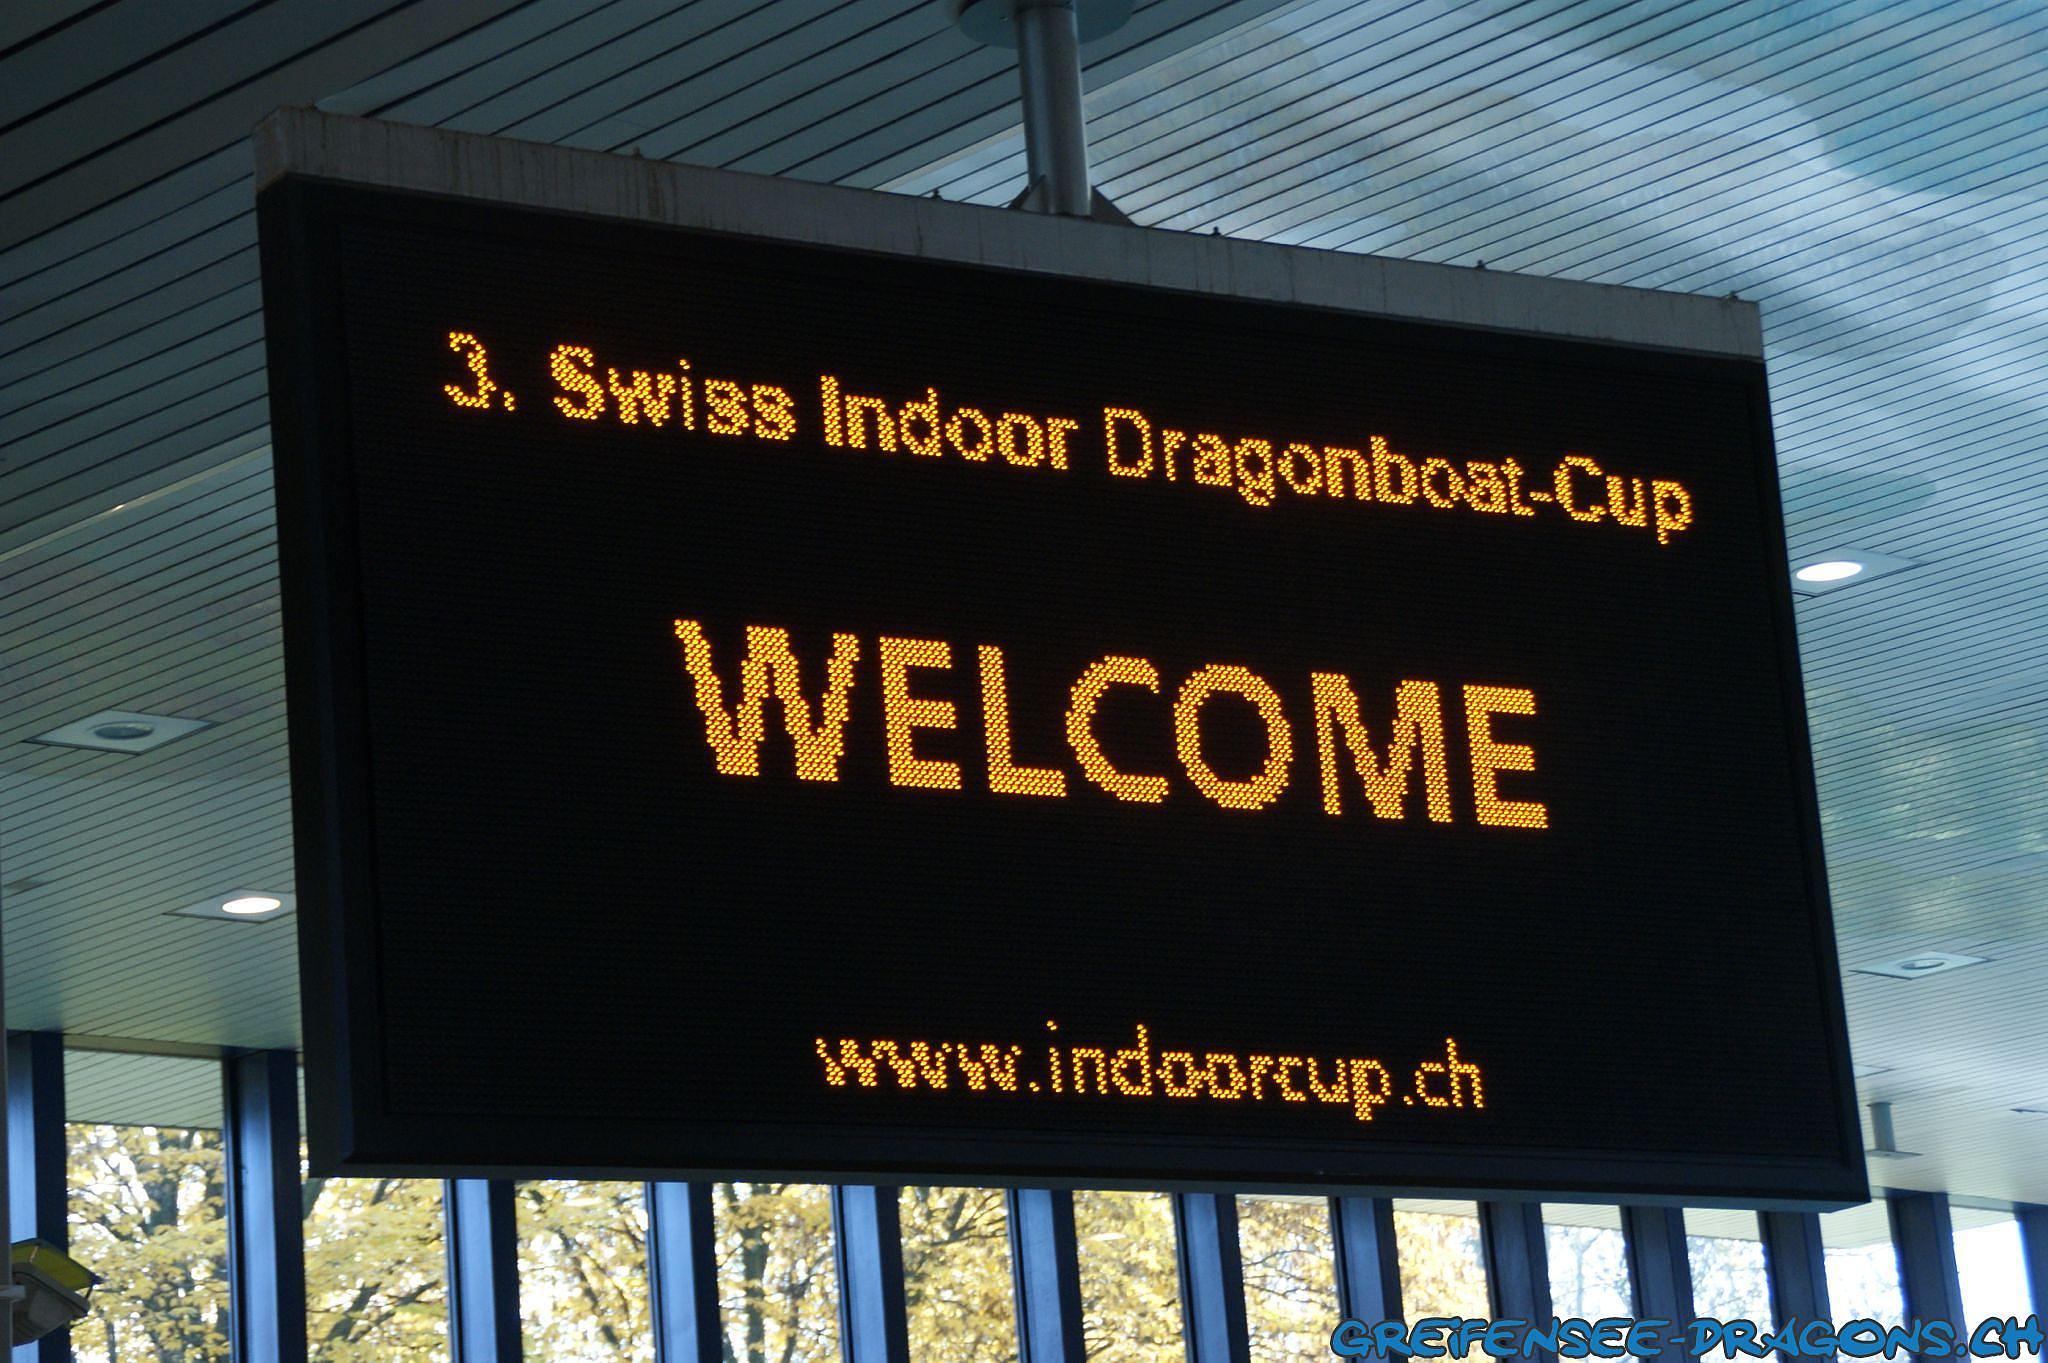 3. Swiss Indoor Dragonboat-Cup
WELCOME
www.indoorcup.ch
GREIFENSEE-DRAGONS.CH